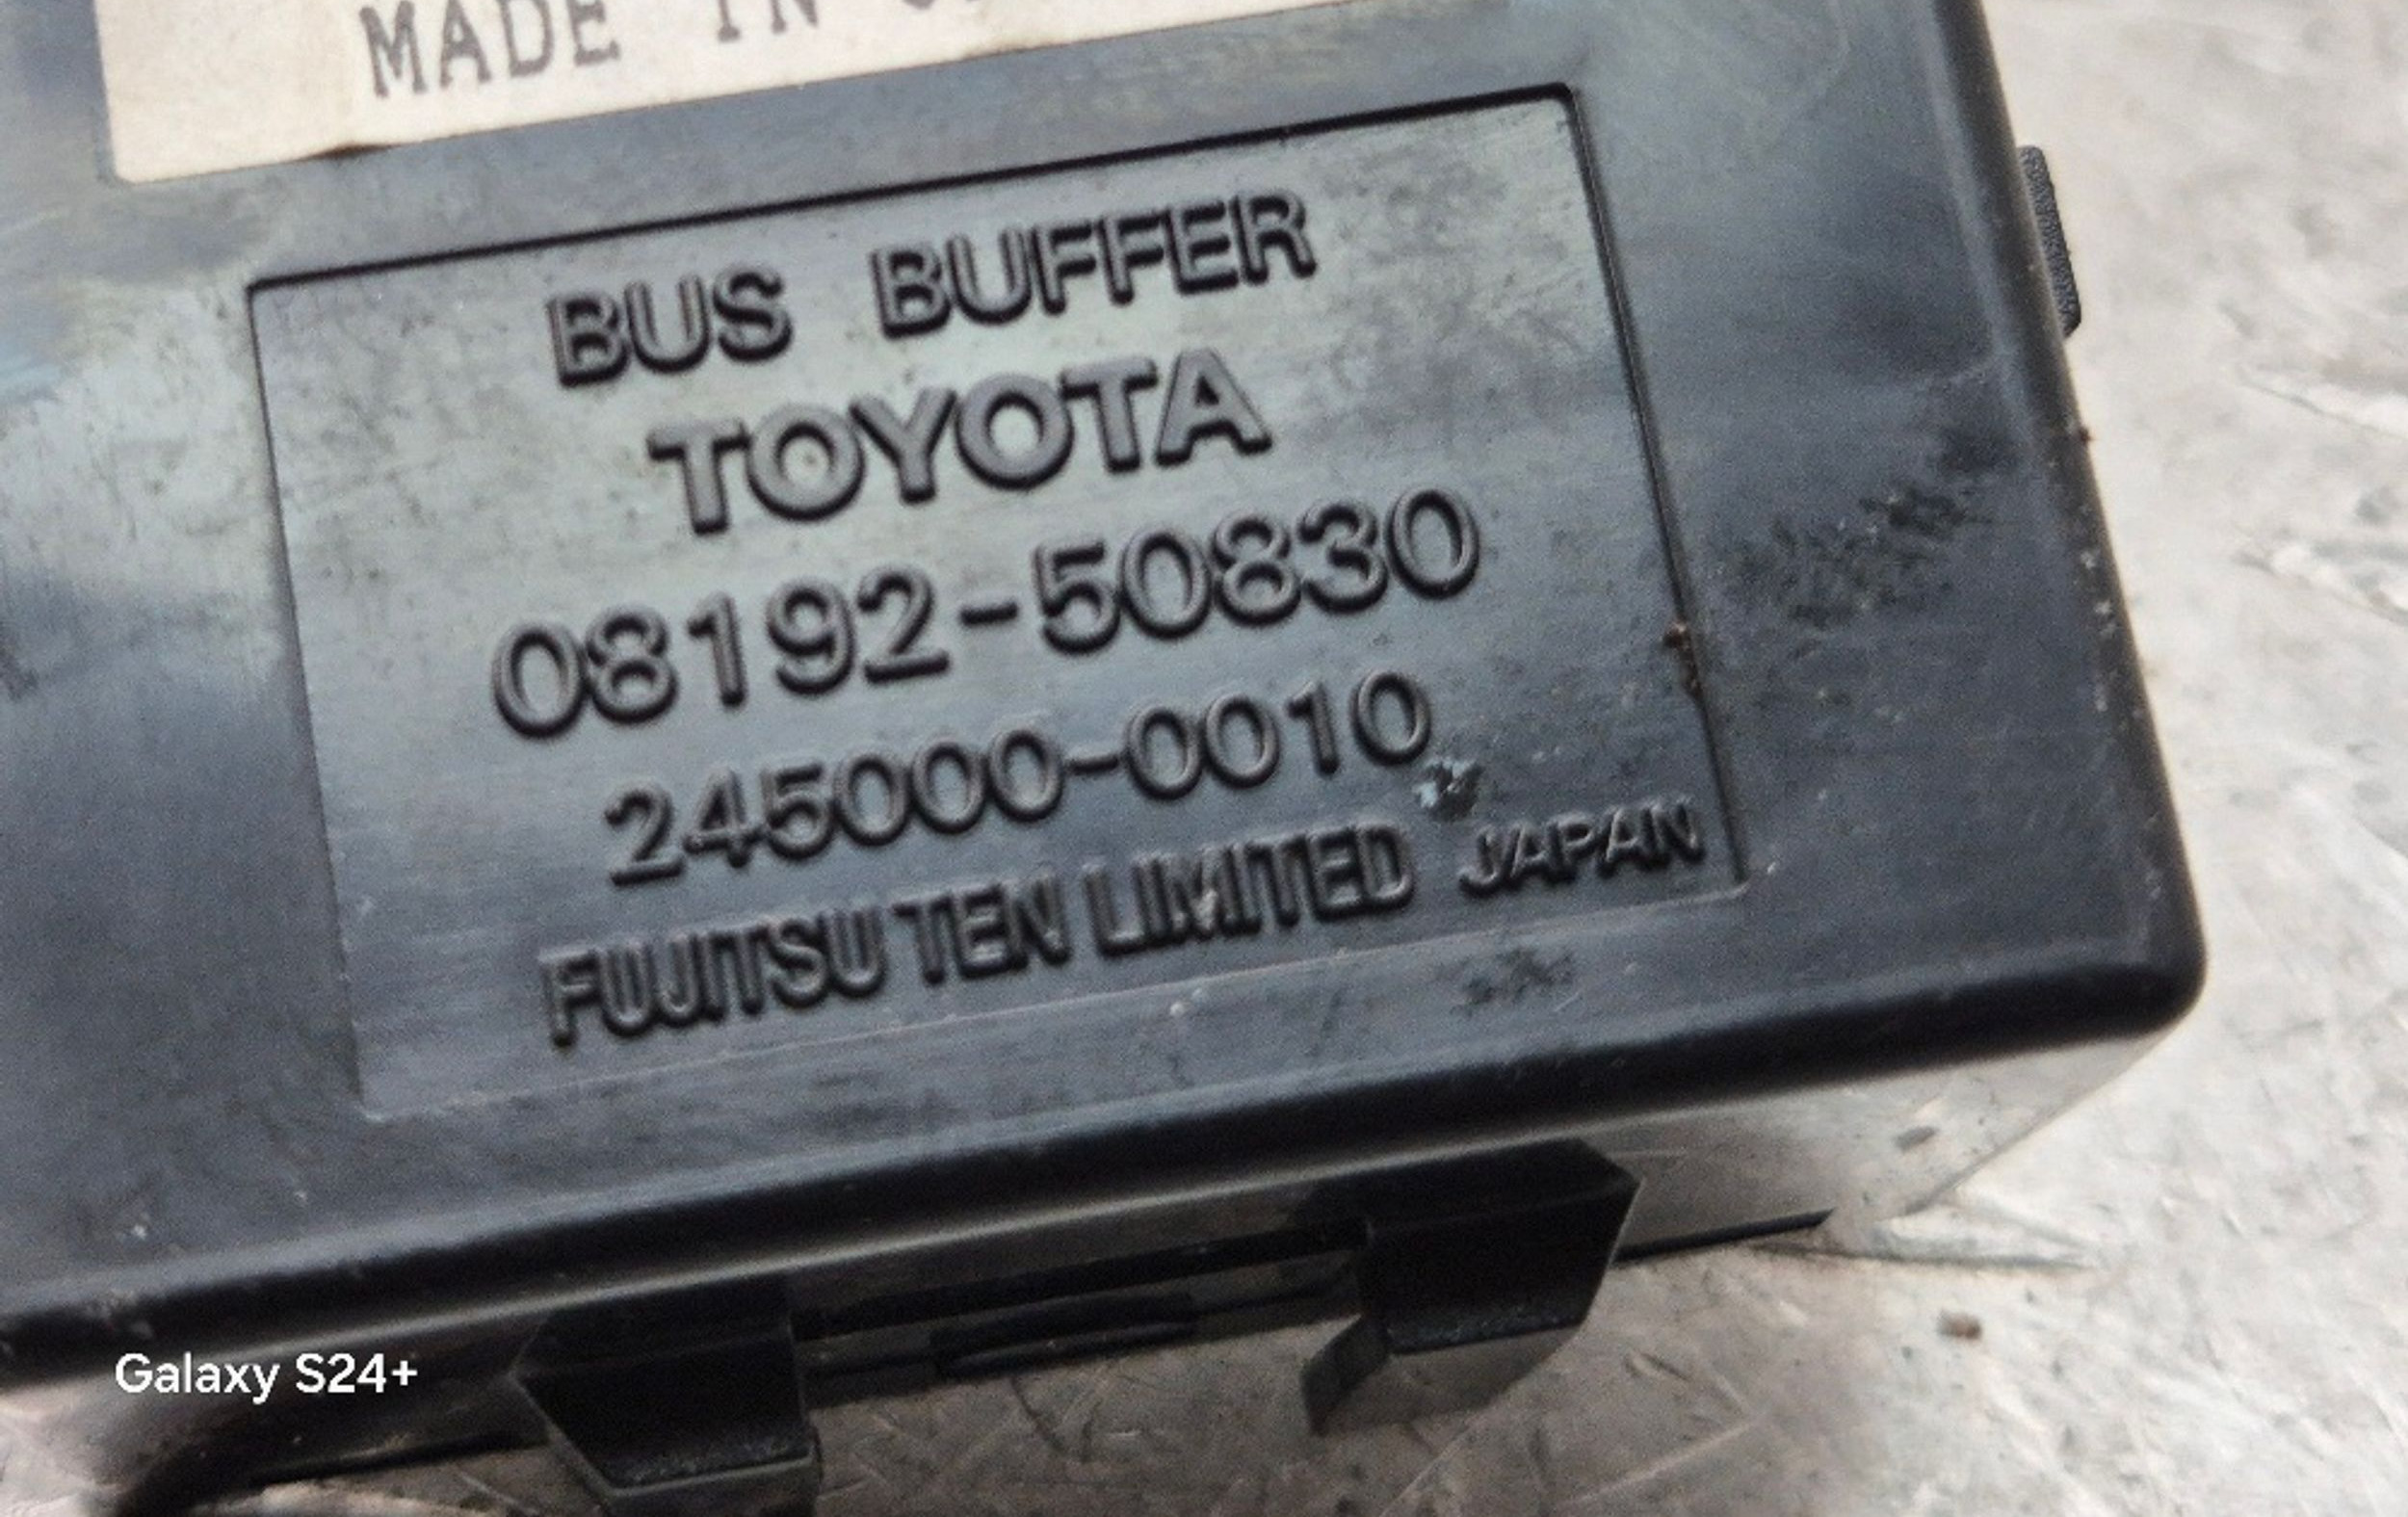 MADE IN
BUS BUFFER
TOYOTA
08192-50830
245000-0010
FUJITSU TEN LIMITED JAPAN
Galaxy S24+